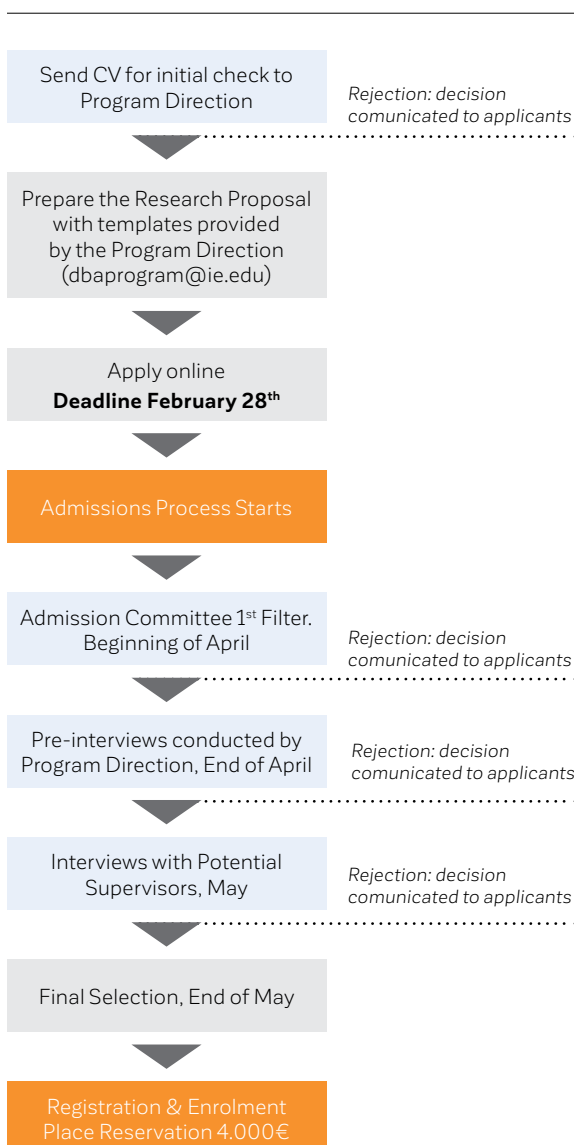 Send CV for initial check to
Program Direction
Rejection: decision
comunicated to applicants
Prepare the Research Proposal
with templates provided
by the Program Direction
(dbaprogram@ie.edu)
Apply online
Deadline February 28th
Admissions Process Starts
Admission Committee 1st Filter.
Beginning of April
Rejection: decision
comunicated to applicants
Pre-interviews conducted by
Program Direction, End of April
Rejection: decision
comunicated to applicants
Interviews with Potential
Supervisors, May
Rejection: decision
comunicated to applicants
Final Selection, End of May
Registration & Enrolment
Place Reservation 4.000€